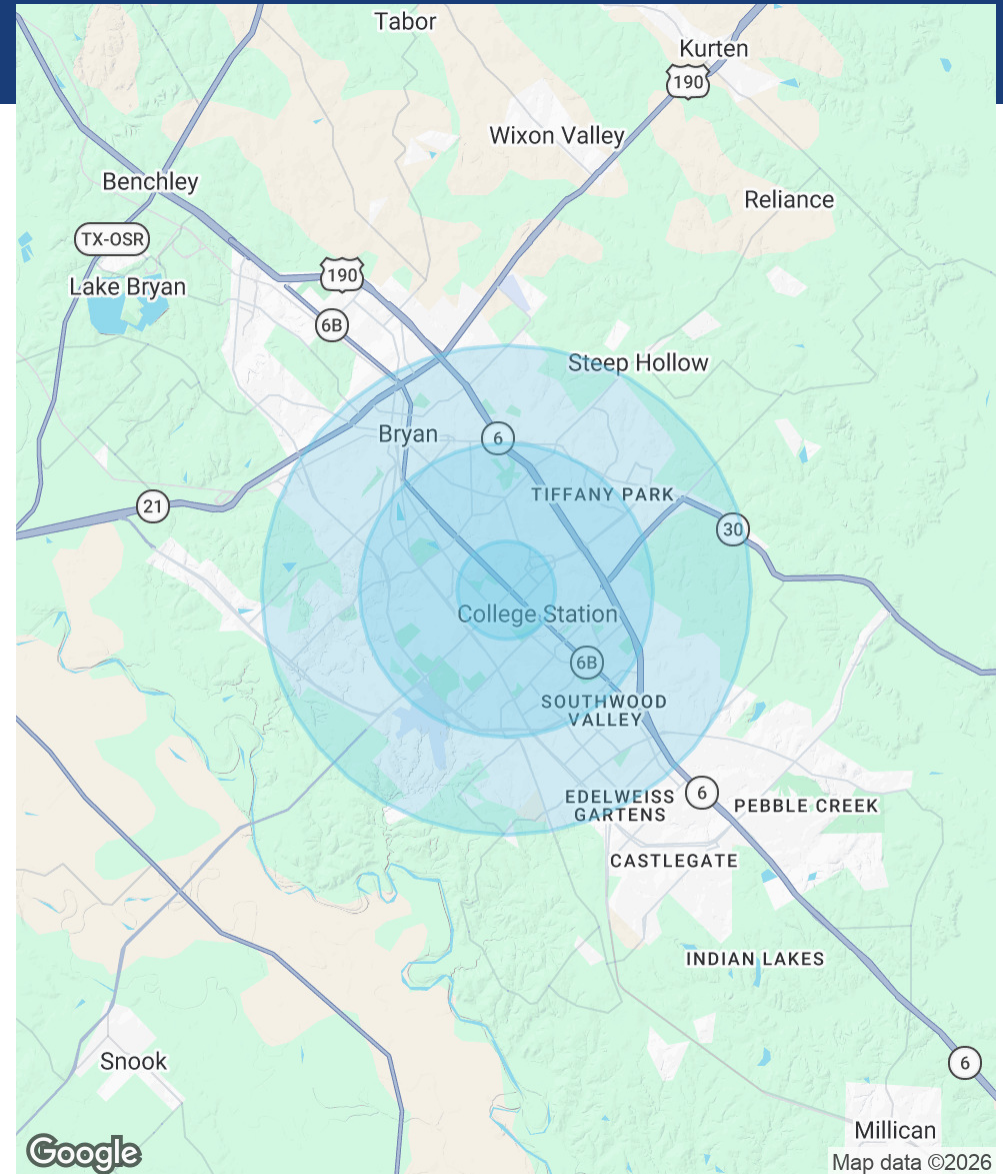 Tabor
Kurten
190
Wixon Valley
Benchley
Reliance
TX-OSR
190
Lake Bryan
6B
Steep Hollow
Bryan
6
TIFFANY PARK
21
30
College Station
6B
SOUTHWOOD
VALLEY
6
EDELWEISS
GARTENS
PEBBLE CREEK
CASTLEGATE
INDIAN LAKES
Snook
6
Millican
Google
Map data ©2026